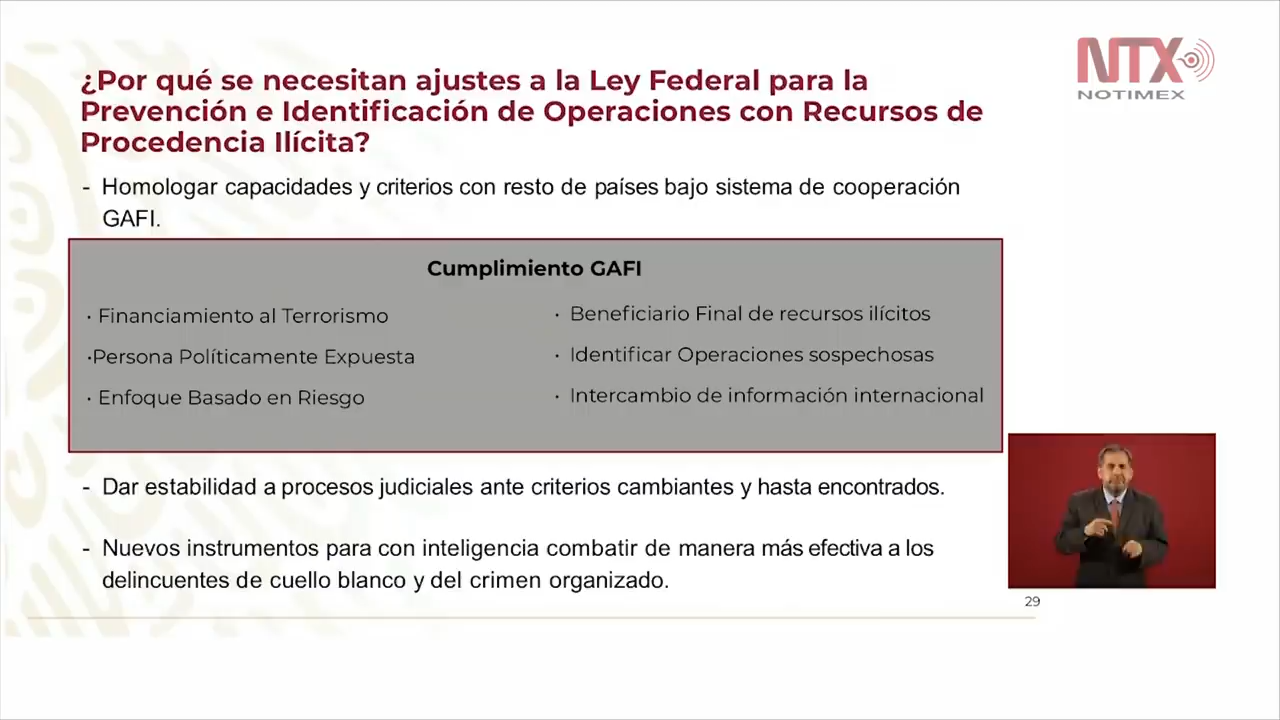 NTX
NOTIMEX
¿Por qué se necesitan ajustes a la Ley Federal para la
Prevención e Identificación de Operaciones con Recursos de
Procedencia Ilícita?
- Homologar capacidades y criterios con resto de países bajo sistema de cooperación
GAFI.
Cumplimiento GAFI
· Financiamiento al Terrorismo
·Persona Políticamente Expuesta
· Enfoque Basado en Riesgo
· Beneficiario Final de recursos ilícitos
· Identificar Operaciones sospechosas
· Intercambio de información internacional
- Dar estabilidad a procesos judiciales ante criterios cambiantes y hasta encontrados.
- Nuevos instrumentos para con inteligencia combatir de manera más efectiva a los
delincuentes de cuello blanco y del crimen organizado.
29